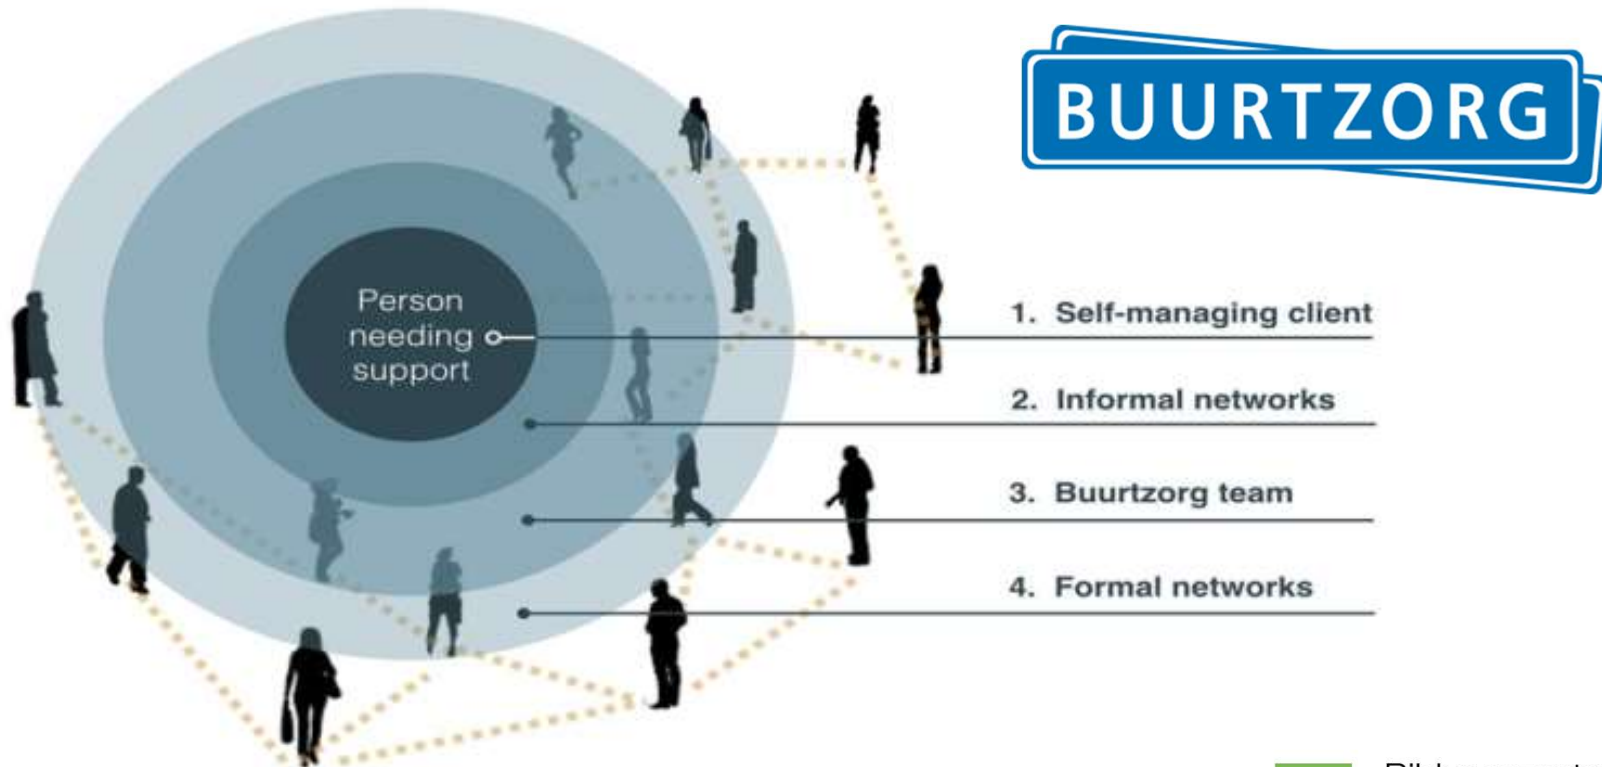 BUURTZORG
Person
needing
support
1. Self-managing client
2. Informal networks
3. Buurtzorg team
4. Formal networks